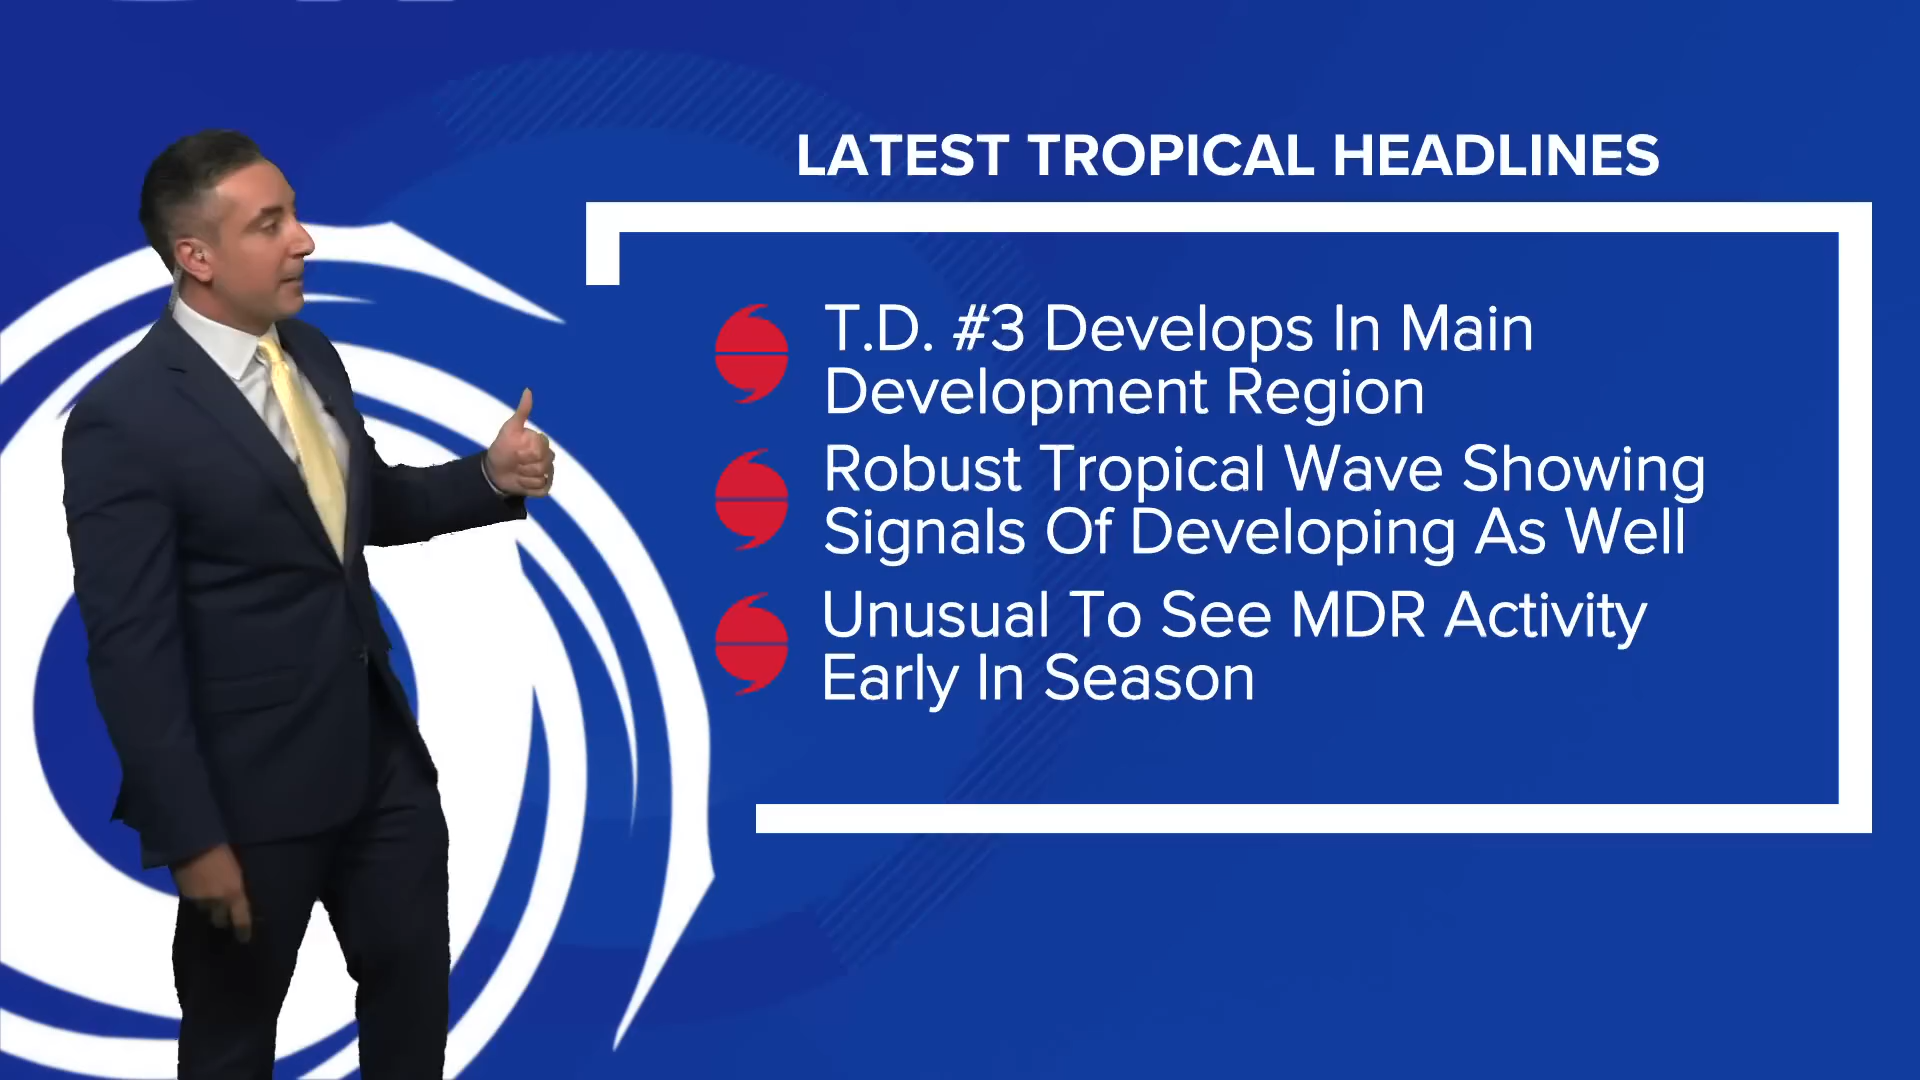 LATEST TROPICAL HEADLINES
T.D. #3 Develops In Main
Development Region
Robust Tropical Wave Showing
Signals Of Developing As Well
Unusual To See MDR Activity
Early In Season